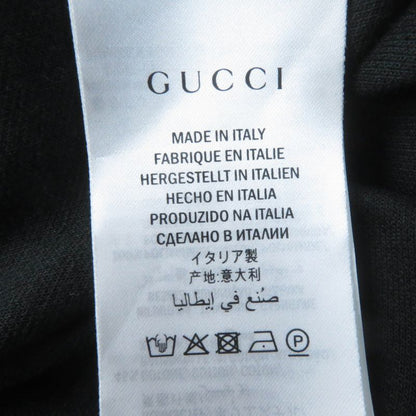 GUCCI
MADE IN ITALY
FABRIQUE EN ITALIE
HERGESTELLT IN ITALIEN
HECHO EN ITALIA
PRODUZIDO NA ITALIA
СДЕЛАНО В ИТАЛИИ
イタリア製
产地:意大利
صُنع في إيطاليا
P